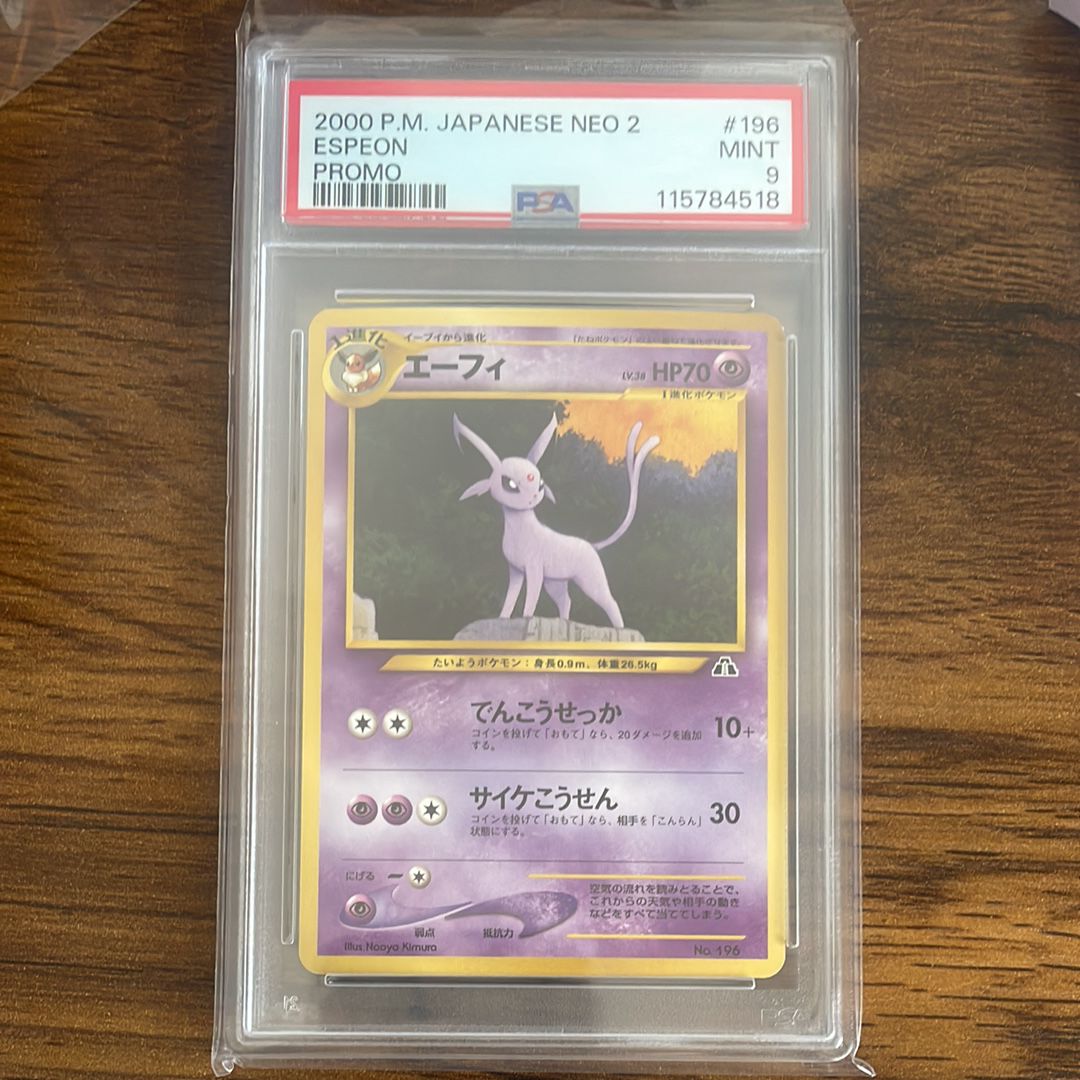 2000 P.M. JAPANESE NEO 2 #196
ESPEON MINT
PROMO 9
PSA 115784518
1進化 イーブイから進化
エーフィ LV.38 HP70
1進化ポケモン
たいようポケモン:身長0.9m、体重26.5kg
でんこうせっか 10+
コインを投げて「おもて」なら、20ダメージを追加
する。
サイケこうせん 30
コインを投げて「おもて」なら、相手を「こんらん」
状態にする。
にげる
空気の流れを読みとることで、
これからの天気や相手の動き
などをすべて当ててしまう。
弱点 抵抗力
Illus. Naoyo Kimura No. 196
PSA